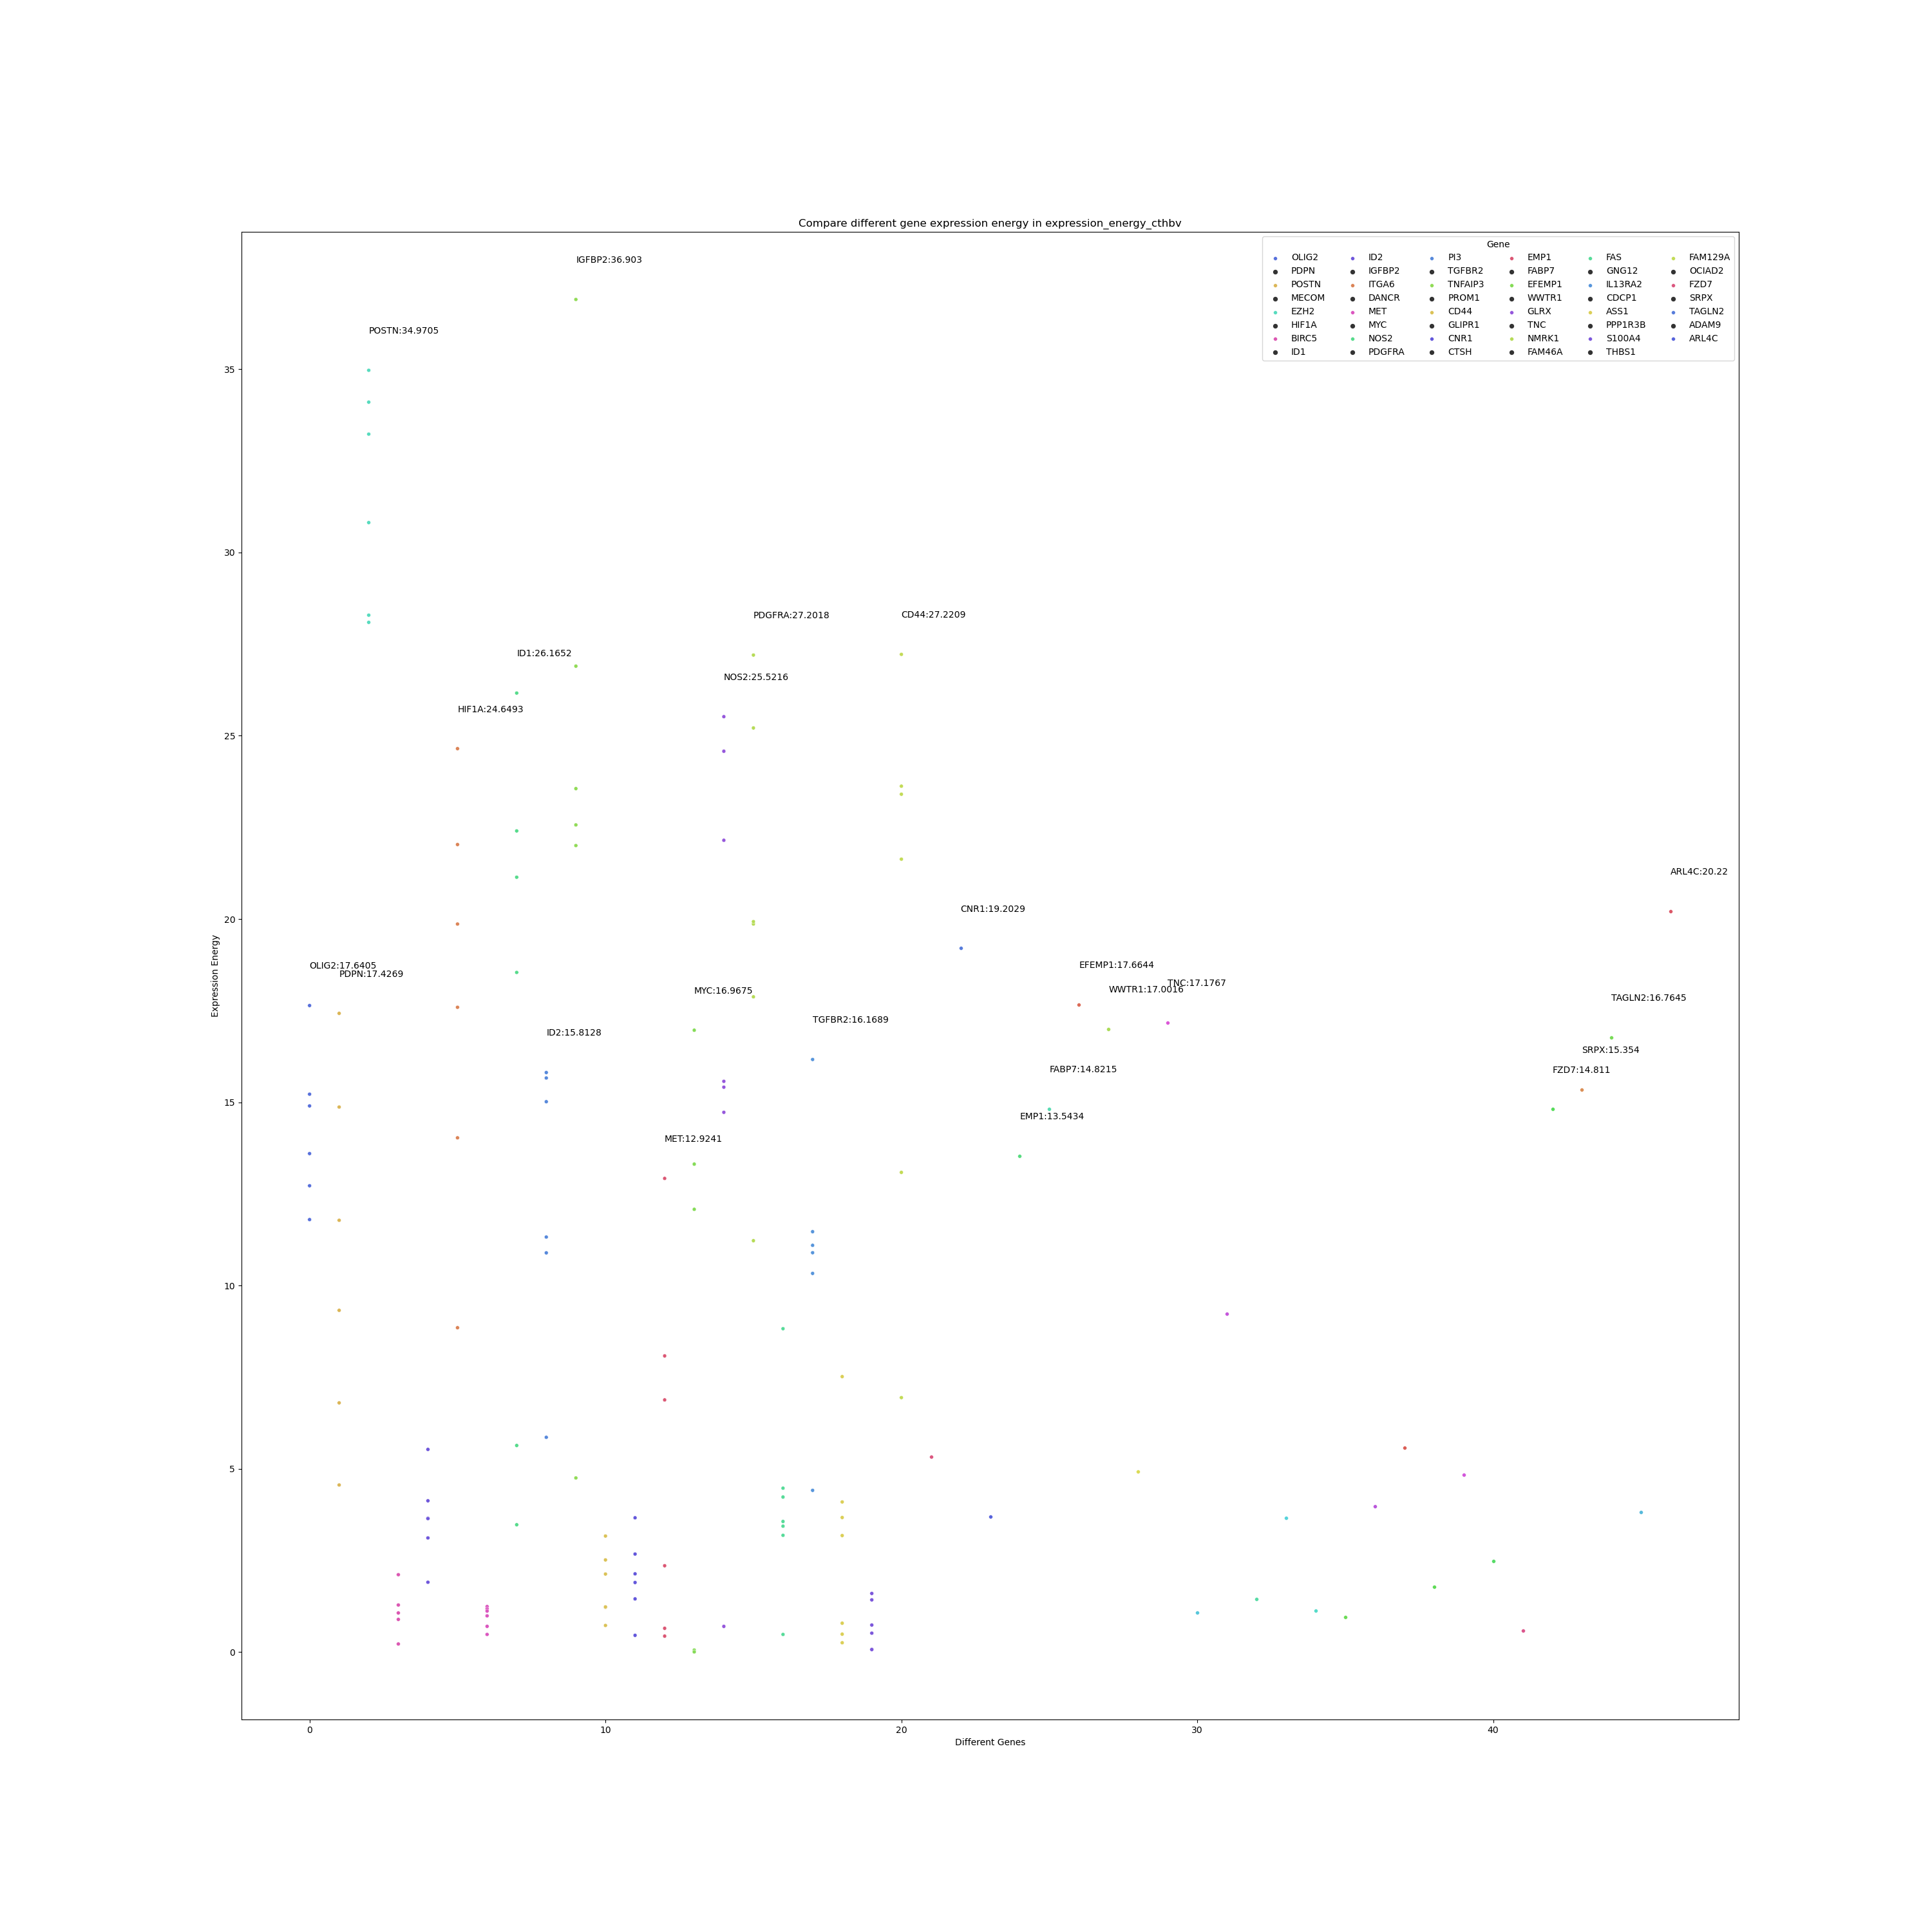 Compare different gene expression energy in expression_energy_cthbv
Gene
OLIG2 ID2 PI3 EMP1 FAS FAM129A
PDPN IGFBP2 TGFBR2 FABP7 GNG12 OCIAD2
POSTN ITGA6 TNFAIP3 EFEMP1 IL13RA2 FZD7
MECOM DANCR PROM1 WWTR1 CDCP1 SRPX
EZH2 MET CD44 GLRX ASS1 TAGLN2
HIF1A MYC GLIPR1 TNC PPP1R3B ADAM9
BIRC5 NOS2 CNR1 NMRK1 S100A4 ARL4C
ID1 PDGFRA CTSH FAM46A THBS1
IGFBP2:36.903
POSTN:34.9705
PDGFRA:27.2018
CD44:27.2209
ID1:26.1652
NOS2:25.5216
HIF1A:24.6493
ARL4C:20.22
CNR1:19.2029
OLIG2:17.6405
EFEMP1:17.6644
PDPN:17.4269
TNC:17.1767
WWTR1:17.0016
MYC:16.9675
TAGLN2:16.7645
TGFBR2:16.1689
ID2:15.8128
SRPX:15.354
FABP7:14.8215
FZD7:14.811
EMP1:13.5434
MET:12.9241
35
30
25
20
15
10
5
0
Expression Energy
0 10 20 30 40
Different Genes